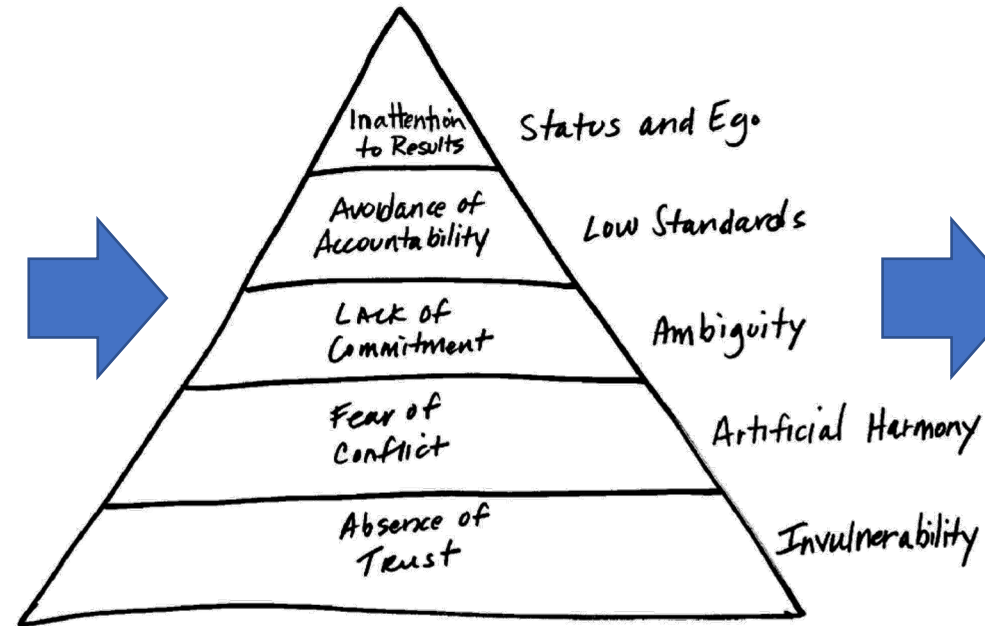 Inattention
to Results
Status and Ego
Avoidance of
Accountability
Low Standards
Lack of
Commitment
Ambiguity
Fear of
Conflict
Artificial Harmony
Absence of
Trust
Invulnerability